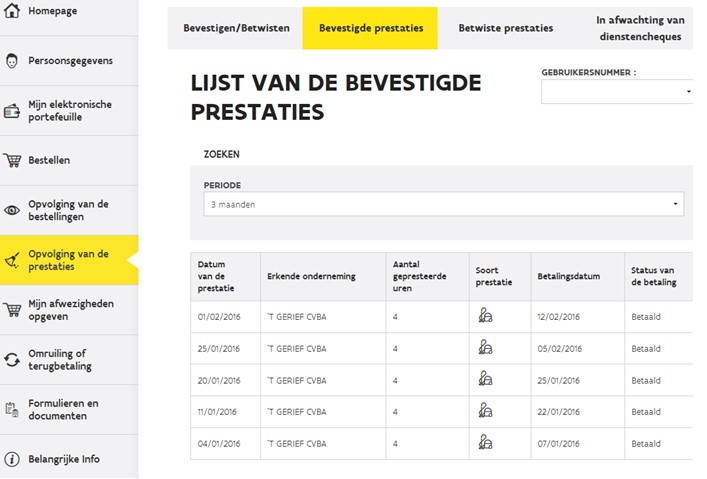 Homepage
Persoonsgegevens
Mijn elektronische
portefeuille
Bestellen
Opvolging van de
bestellingen
Opvolging van de
prestaties
Mijn afwezigheden
opgeven
Omruiling of
terugbetaling
Formulieren en
documenten
Belangrijke Info
Bevestigen/Betwisten
Bevestigde prestaties
Betwiste prestaties
In afwachting van
dienstencheques
LIJST VAN DE BEVESTIGDE
PRESTATIES
GEBRUIKERSNUMMER :
ZOEKEN
PERIODE
3 maanden
Datum
van de
prestatie
Erkende onderneming
Aantal
gepresteerde
uren
Soort
prestatie
Betalingsdatum
Status van
de betaling
01/02/2016 `T GERIEF CVBA 4 12/02/2016 Betaald
25/01/2016 `T GERIEF CVBA 4 05/02/2016 Betaald
20/01/2016 `T GERIEF CVBA 4 25/01/2016 Betaald
11/01/2016 `T GERIEF CVBA 4 22/01/2016 Betaald
04/01/2016 `T GERIEF CVBA 4 07/01/2016 Betaald